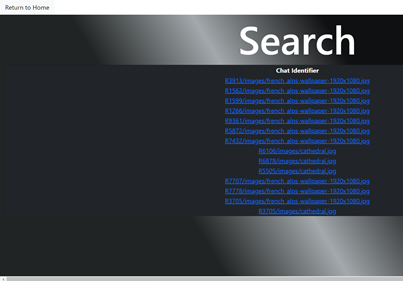 Return to Home
Search
Chat Identifier
R3913/images/french_alps-wallpaper-1920x1080.jpg
R1562/images/french_alps-wallpaper-1920x1080.jpg
R1599/images/french_alps-wallpaper-1920x1080.jpg
R1266/images/french_alps-wallpaper-1920x1080.jpg
R9361/images/french_alps-wallpaper-1920x1080.jpg
R5872/images/french_alps-wallpaper-1920x1080.jpg
R7432/images/french_alps-wallpaper-1920x1080.jpg
R6106/images/cathedral.jpg
R6876/images/cathedral.jpg
R5505/images/cathedral.jpg
R7707/images/french_alps-wallpaper-1920x1080.jpg
R7778/images/french_alps-wallpaper-1920x1080.jpg
R3705/images/french_alps-wallpaper-1920x1080.jpg
R3705/images/cathedral.jpg